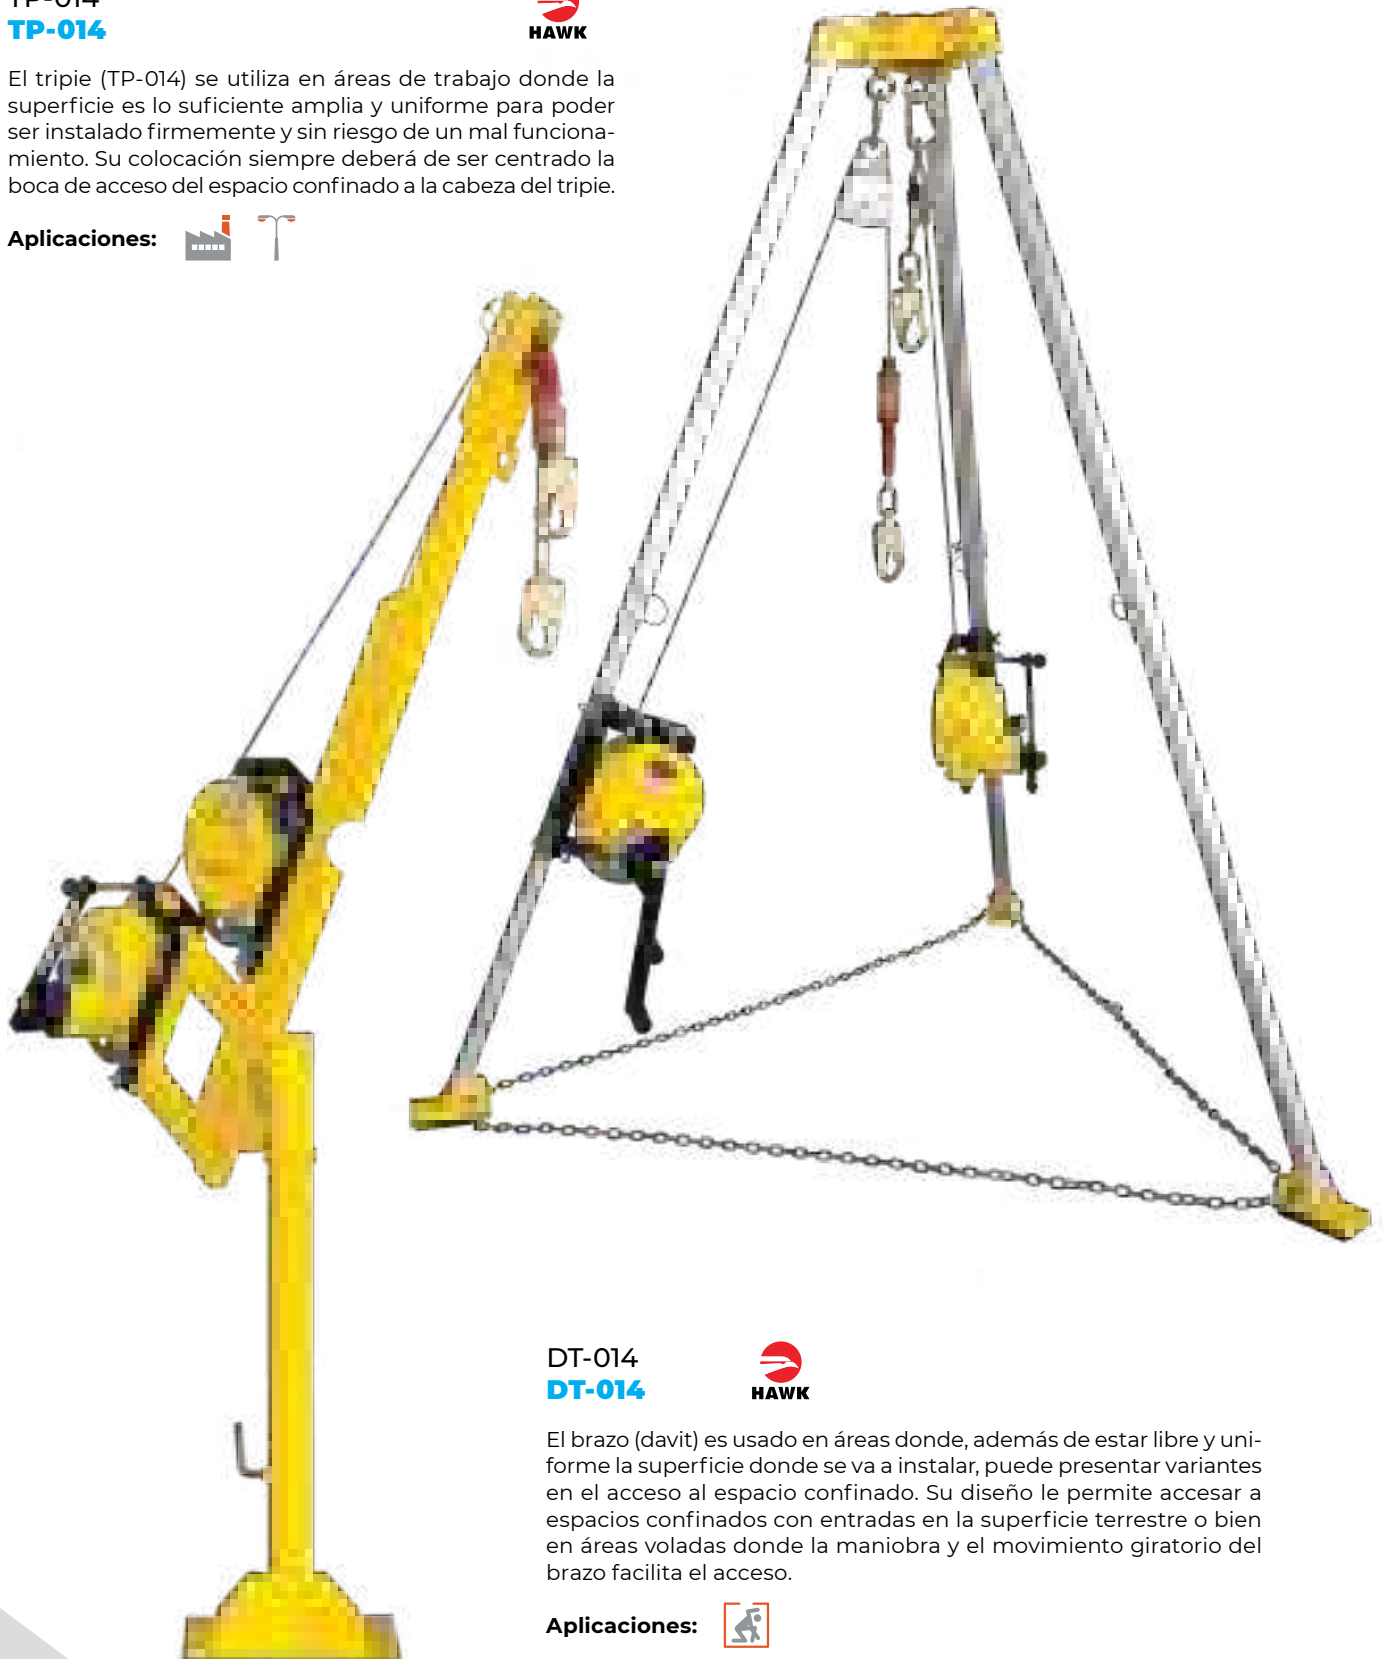 TP-014
TP-014
HAWK
El tripie (TP-014) se utiliza en áreas de trabajo donde la
superficie es lo suficiente amplia y uniforme para poder
ser instalado firmemente y sin riesgo de un mal funciona-
miento. Su colocación siempre deberá de ser centrado la
boca de acceso del espacio confinado a la cabeza del tripie.
Aplicaciones:
DT-014
DT-014
HAWK
El brazo (davit) es usado en áreas donde, además de estar libre y uni-
forme la superficie donde se va a instalar, puede presentar variantes
en el acceso al espacio confinado. Su diseño le permite accesar a
espacios confinados con entradas en la superficie terrestre o bien
en áreas voladas donde la maniobra y el movimiento giratorio del
brazo facilita el acceso.
Aplicaciones: